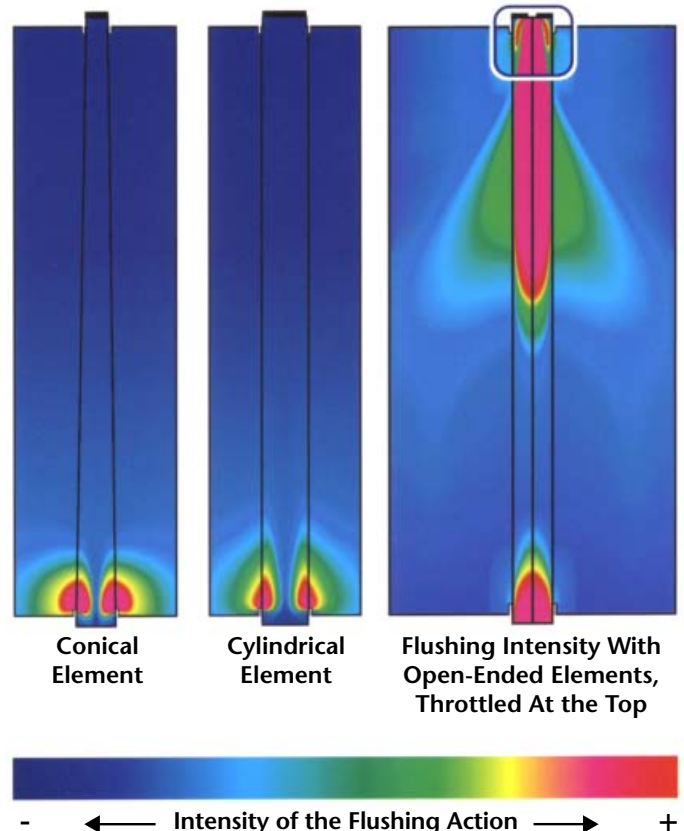 Conical
Element
Cylindrical
Element
Flushing Intensity With
Open-Ended Elements,
Throttled At the Top
- Intensity of the Flushing Action +